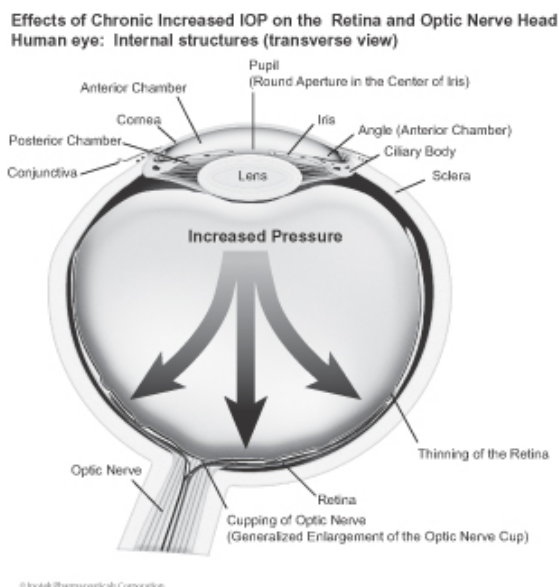 Effects of Chronic Increased IOP on the Retina and Optic Nerve Head
Human eye: Internal structures (transverse view)
Pupil
(Round Aperture in the Center of Iris)
Anterior Chamber
Cornea
Iris
Angle (Anterior Chamber)
Posterior Chamber
Ciliary Body
Conjunctiva
Lens
Sclera
Increased Pressure
Thinning of the Retina
Optic Nerve
Retina
Cupping of Optic Nerve
(Generalized Enlargement of the Optic Nerve Cup)
© Inotek Pharmaceuticals Corporation